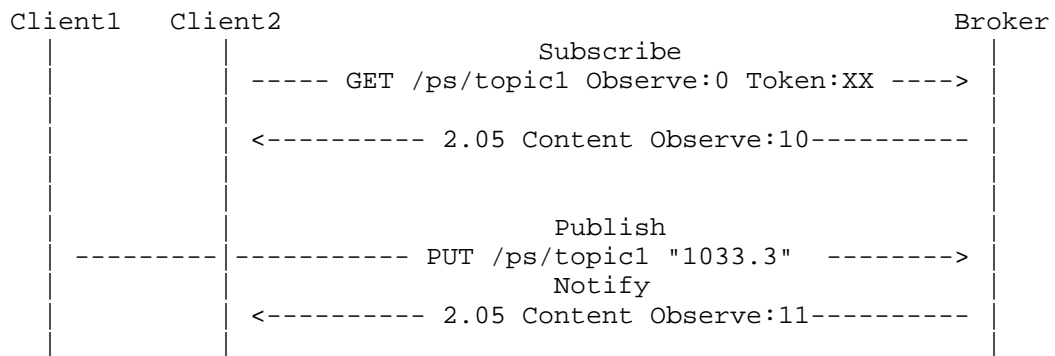 Client1 Client2 Broker
Subscribe
----- GET /ps/topic1 Observe:0 Token:XX ---->
<---------- 2.05 Content Observe:10----------
Publish
---------|----------- PUT /ps/topic1 "1033.3" -------->
Notify
<---------- 2.05 Content Observe:11----------